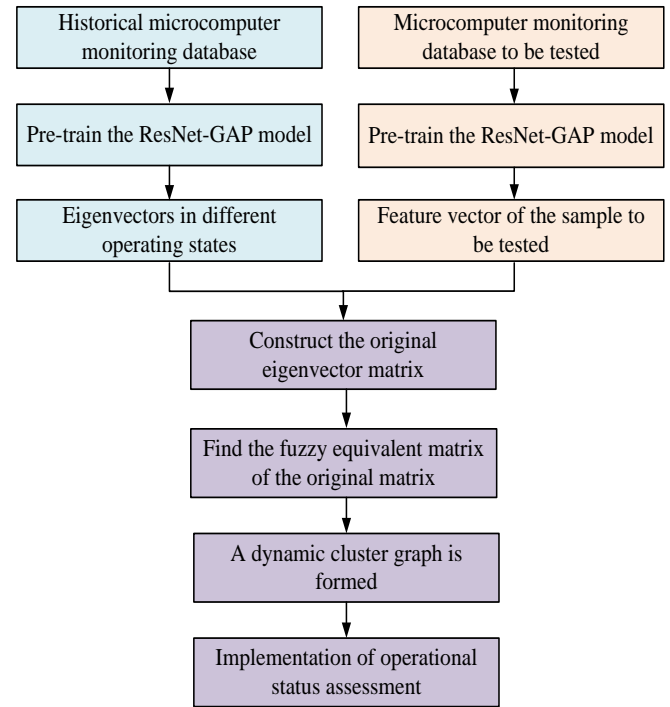 Historical microcomputer
monitoring database
Pre-train the ResNet-GAP model
Eigenvectors in different
operating states
Microcomputer monitoring
database to be tested
Pre-train the ResNet-GAP model
Feature vector of the sample to
be tested
Construct the original
eigenvector matrix
Find the fuzzy equivalent matrix
of the original matrix
A dynamic cluster graph is
formed
Implementation of operational
status assessment